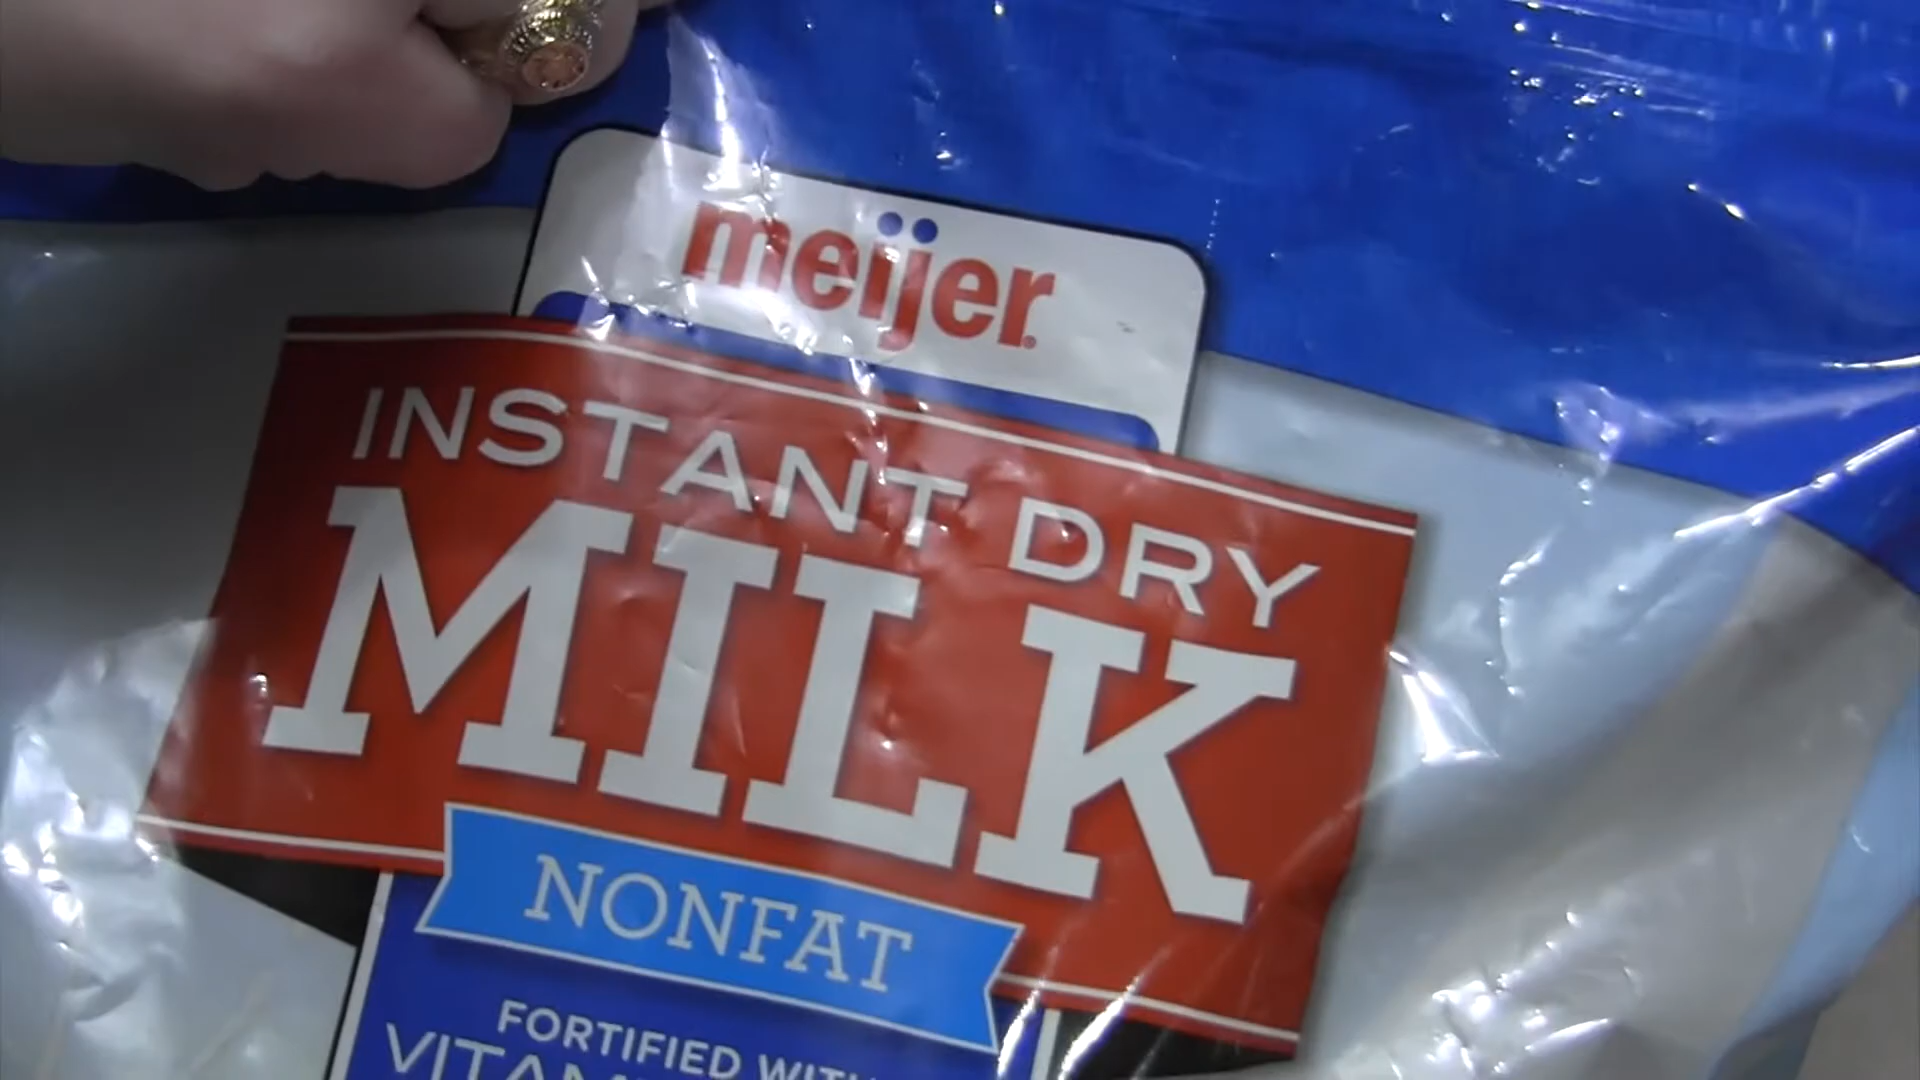 meijer
INSTANT DRY
MILK
NONFAT
FORTIFIED WITH